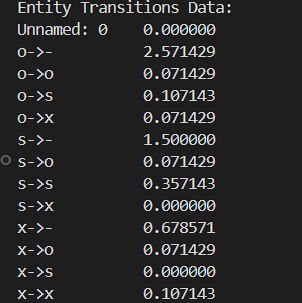 Entity Transitions Data:
Unnamed: 0    0.000000
o->-          2.571429
o->o          0.071429
o->s          0.107143
o->x          0.071429
s->-          1.500000
s->o          0.071429
s->s          0.357143
s->x          0.000000
x->-          0.678571
x->o          0.071429
x->s          0.000000
x->x          0.107143